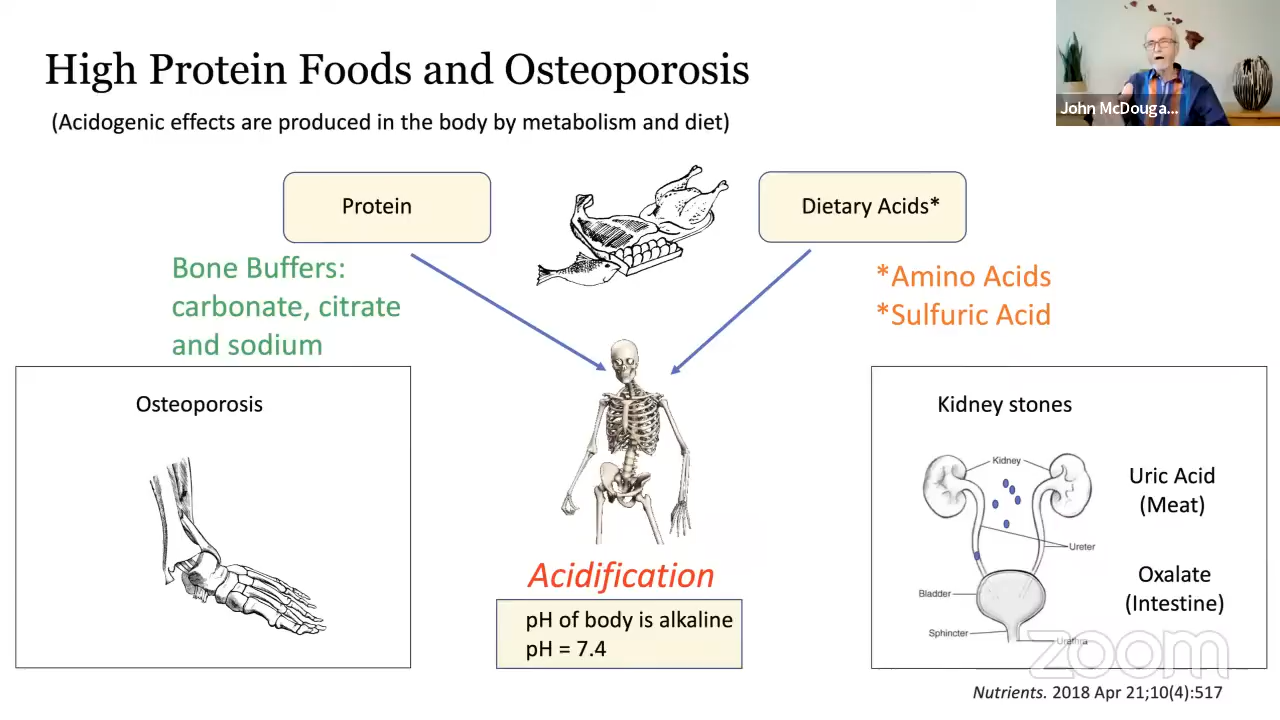 High Protein Foods and Osteoporosis
(Acidogenic effects are produced in the body by metabolism and diet)
John McDouga...
Protein
Dietary Acids*
Bone Buffers:
carbonate, citrate
and sodium
*Amino Acids
*Sulfuric Acid
Osteoporosis
Kidney stones
Kidney
Uric Acid
(Meat)
Ureter
Oxalate
(Intestine)
Bladder
Sphincter
Urethra
Acidification
pH of body is alkaline
pH = 7.4
zoom
Nutrients. 2018 Apr 21;10(4):517